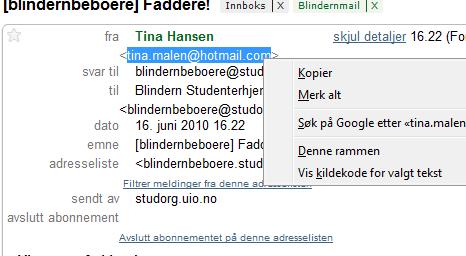 [blindernbeboere] Faddere! Innboks X Blindernmail X
fra Tina Hansen skjul detaljer 16.22 (Fo
<tina.malen@hotmail.com>
svar til blindernbeboere@stud
til Blindern Studenterhjer
<blindernbeboere@studo
dato 16. juni 2010 16.22
emne [blindernbeboere] Fadd
adresseliste <blindernbeboere.stud
Filtrer meldinger fra denne adresselisten
sendt av studorg.uio.no
avslutt abonnement
Avslutt abonnementet på denne adresselisten
Kopier
Merk alt
Søk på Google etter «tina.malen
Denne rammen
Vis kildekode for valgt tekst